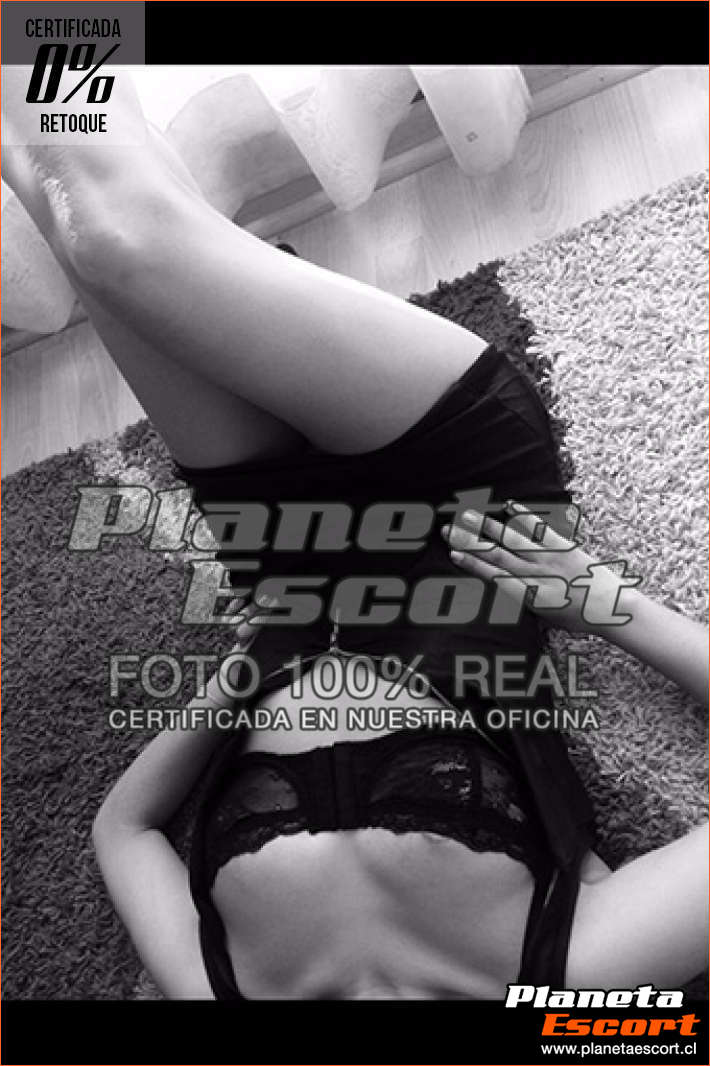 CERTIFICADA
0%
RETOQUE
Planeta
Escort
FOTO 100% REAL
CERTIFICADA EN NUESTRA OFICINA
Planeta
Escort
www.planetaescort.cl